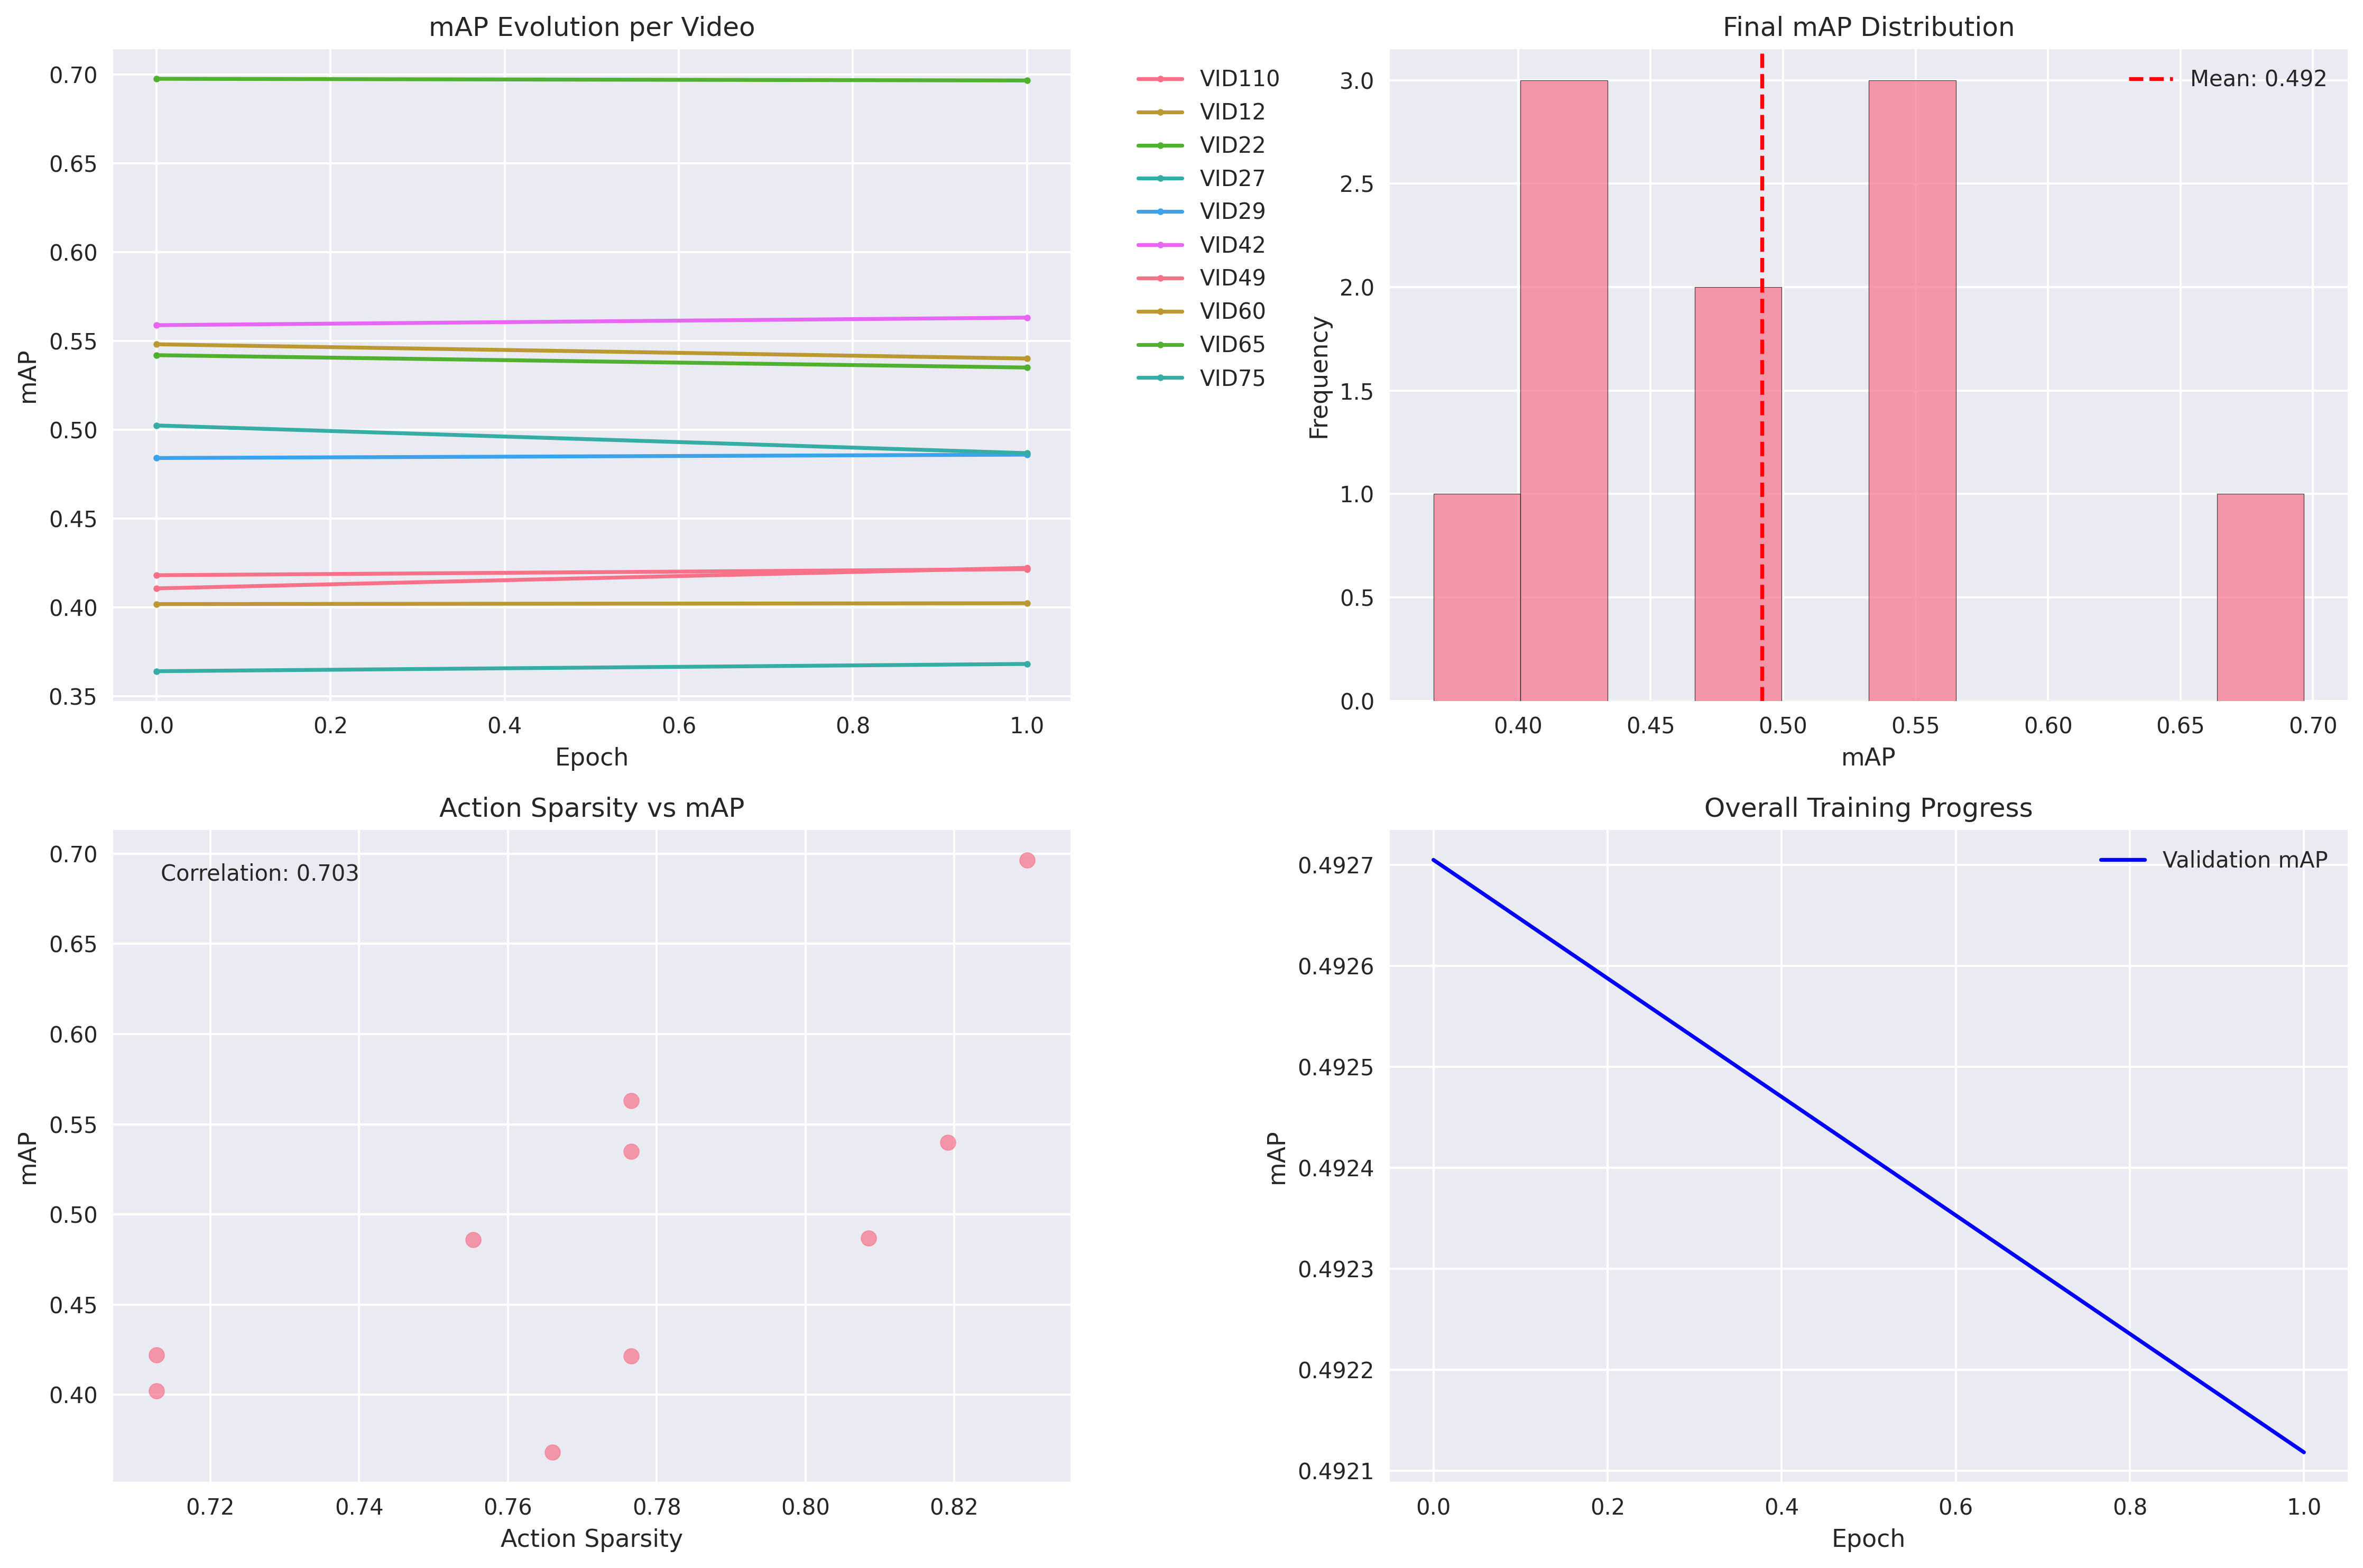 mAP Evolution per Video
mAP
0.70
0.65
0.60
0.55
0.50
0.45
0.40
0.35
0.0 0.2 0.4 0.6 0.8 1.0
Epoch
VID110
VID12
VID22
VID27
VID29
VID42
VID49
VID60
VID65
VID75
Final mAP Distribution
Mean: 0.492
Frequency
3.0
2.5
2.0
1.5
1.0
0.5
0.0
0.40 0.45 0.50 0.55 0.60 0.65 0.70
mAP
Action Sparsity vs mAP
Correlation: 0.703
mAP
0.70
0.65
0.60
0.55
0.50
0.45
0.40
0.72 0.74 0.76 0.78 0.80 0.82
Action Sparsity
Overall Training Progress
Validation mAP
mAP
0.4927
0.4926
0.4925
0.4924
0.4923
0.4922
0.4921
0.0 0.2 0.4 0.6 0.8 1.0
Epoch